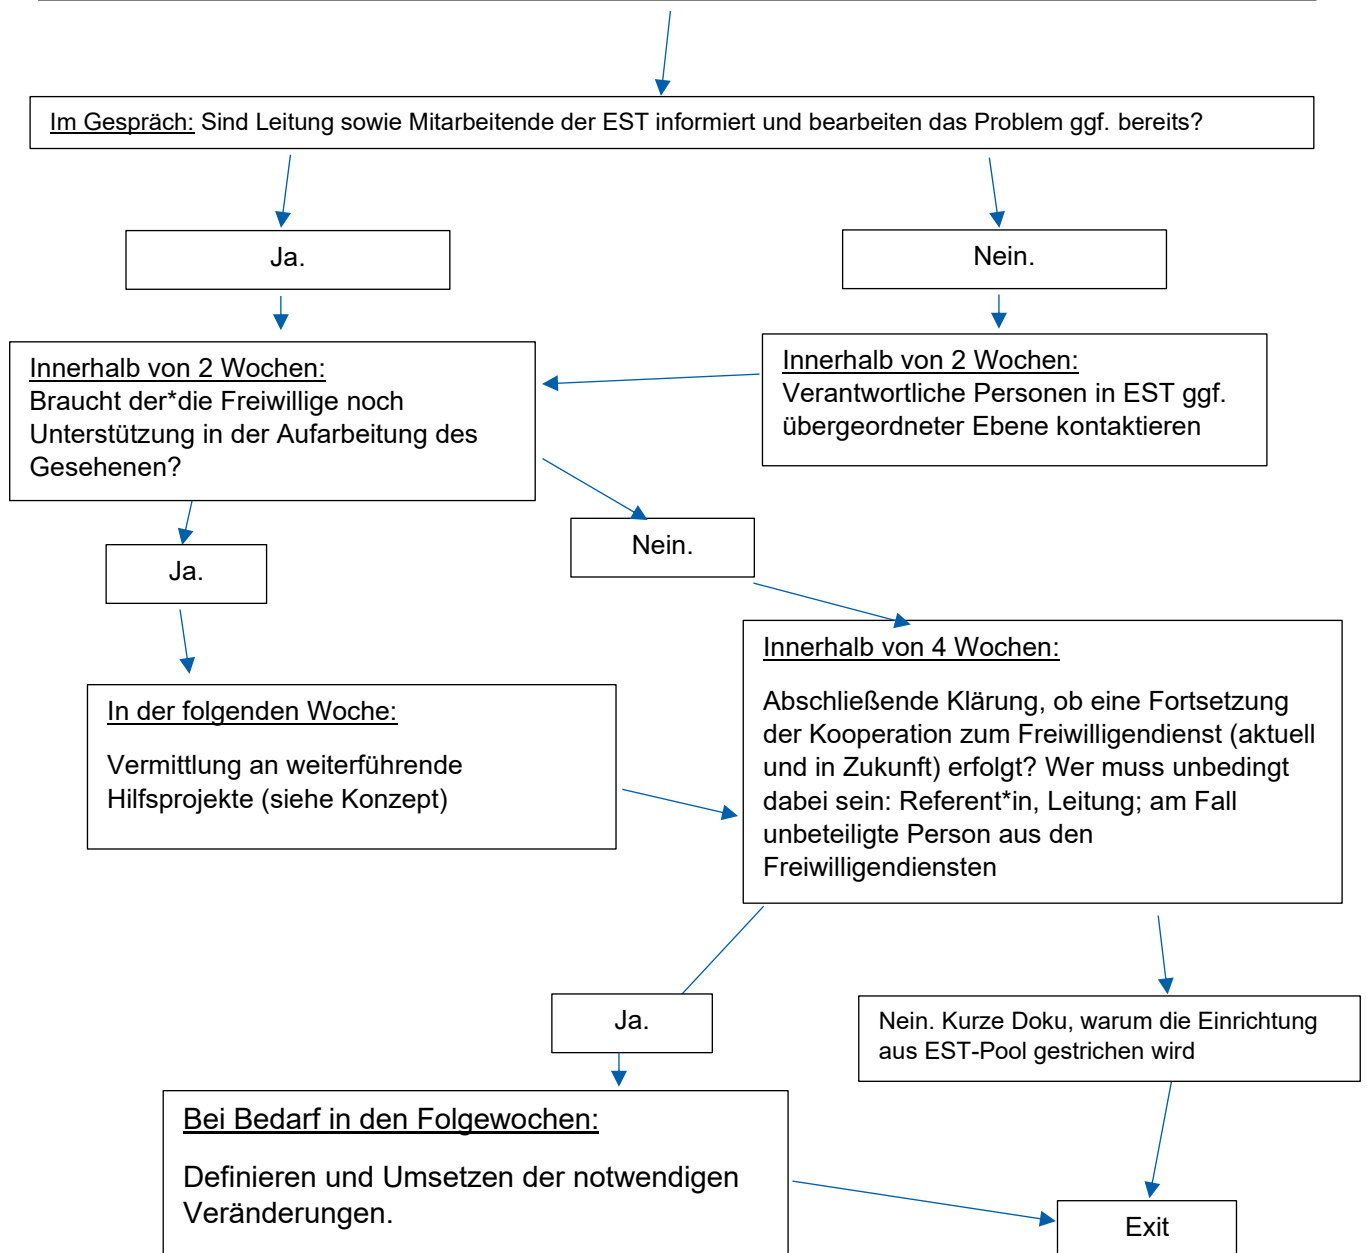 Im Gespräch: Sind Leitung sowie Mitarbeitende der EST informiert und bearbeiten das Problem ggf. bereits?
Ja.
Nein.
Innerhalb von 2 Wochen:
Braucht der*die Freiwillige noch
Unterstützung in der Aufarbeitung des
Gesehenen?
Innerhalb von 2 Wochen:
Verantwortliche Personen in EST ggf.
übergeordneter Ebene kontaktieren
Ja.
Nein.
In der folgenden Woche:
Vermittlung an weiterführende
Hilfsprojekte (siehe Konzept)
Innerhalb von 4 Wochen:
Abschließende Klärung, ob eine Fortsetzung
der Kooperation zum Freiwilligendienst (aktuell
und in Zukunft) erfolgt? Wer muss unbedingt
dabei sein: Referent*in, Leitung; am Fall
unbeteiligte Person aus den
Freiwilligendiensten
Ja.
Nein. Kurze Doku, warum die Einrichtung
aus EST-Pool gestrichen wird
Bei Bedarf in den Folgewochen:
Definieren und Umsetzen der notwendigen
Veränderungen.
Exit